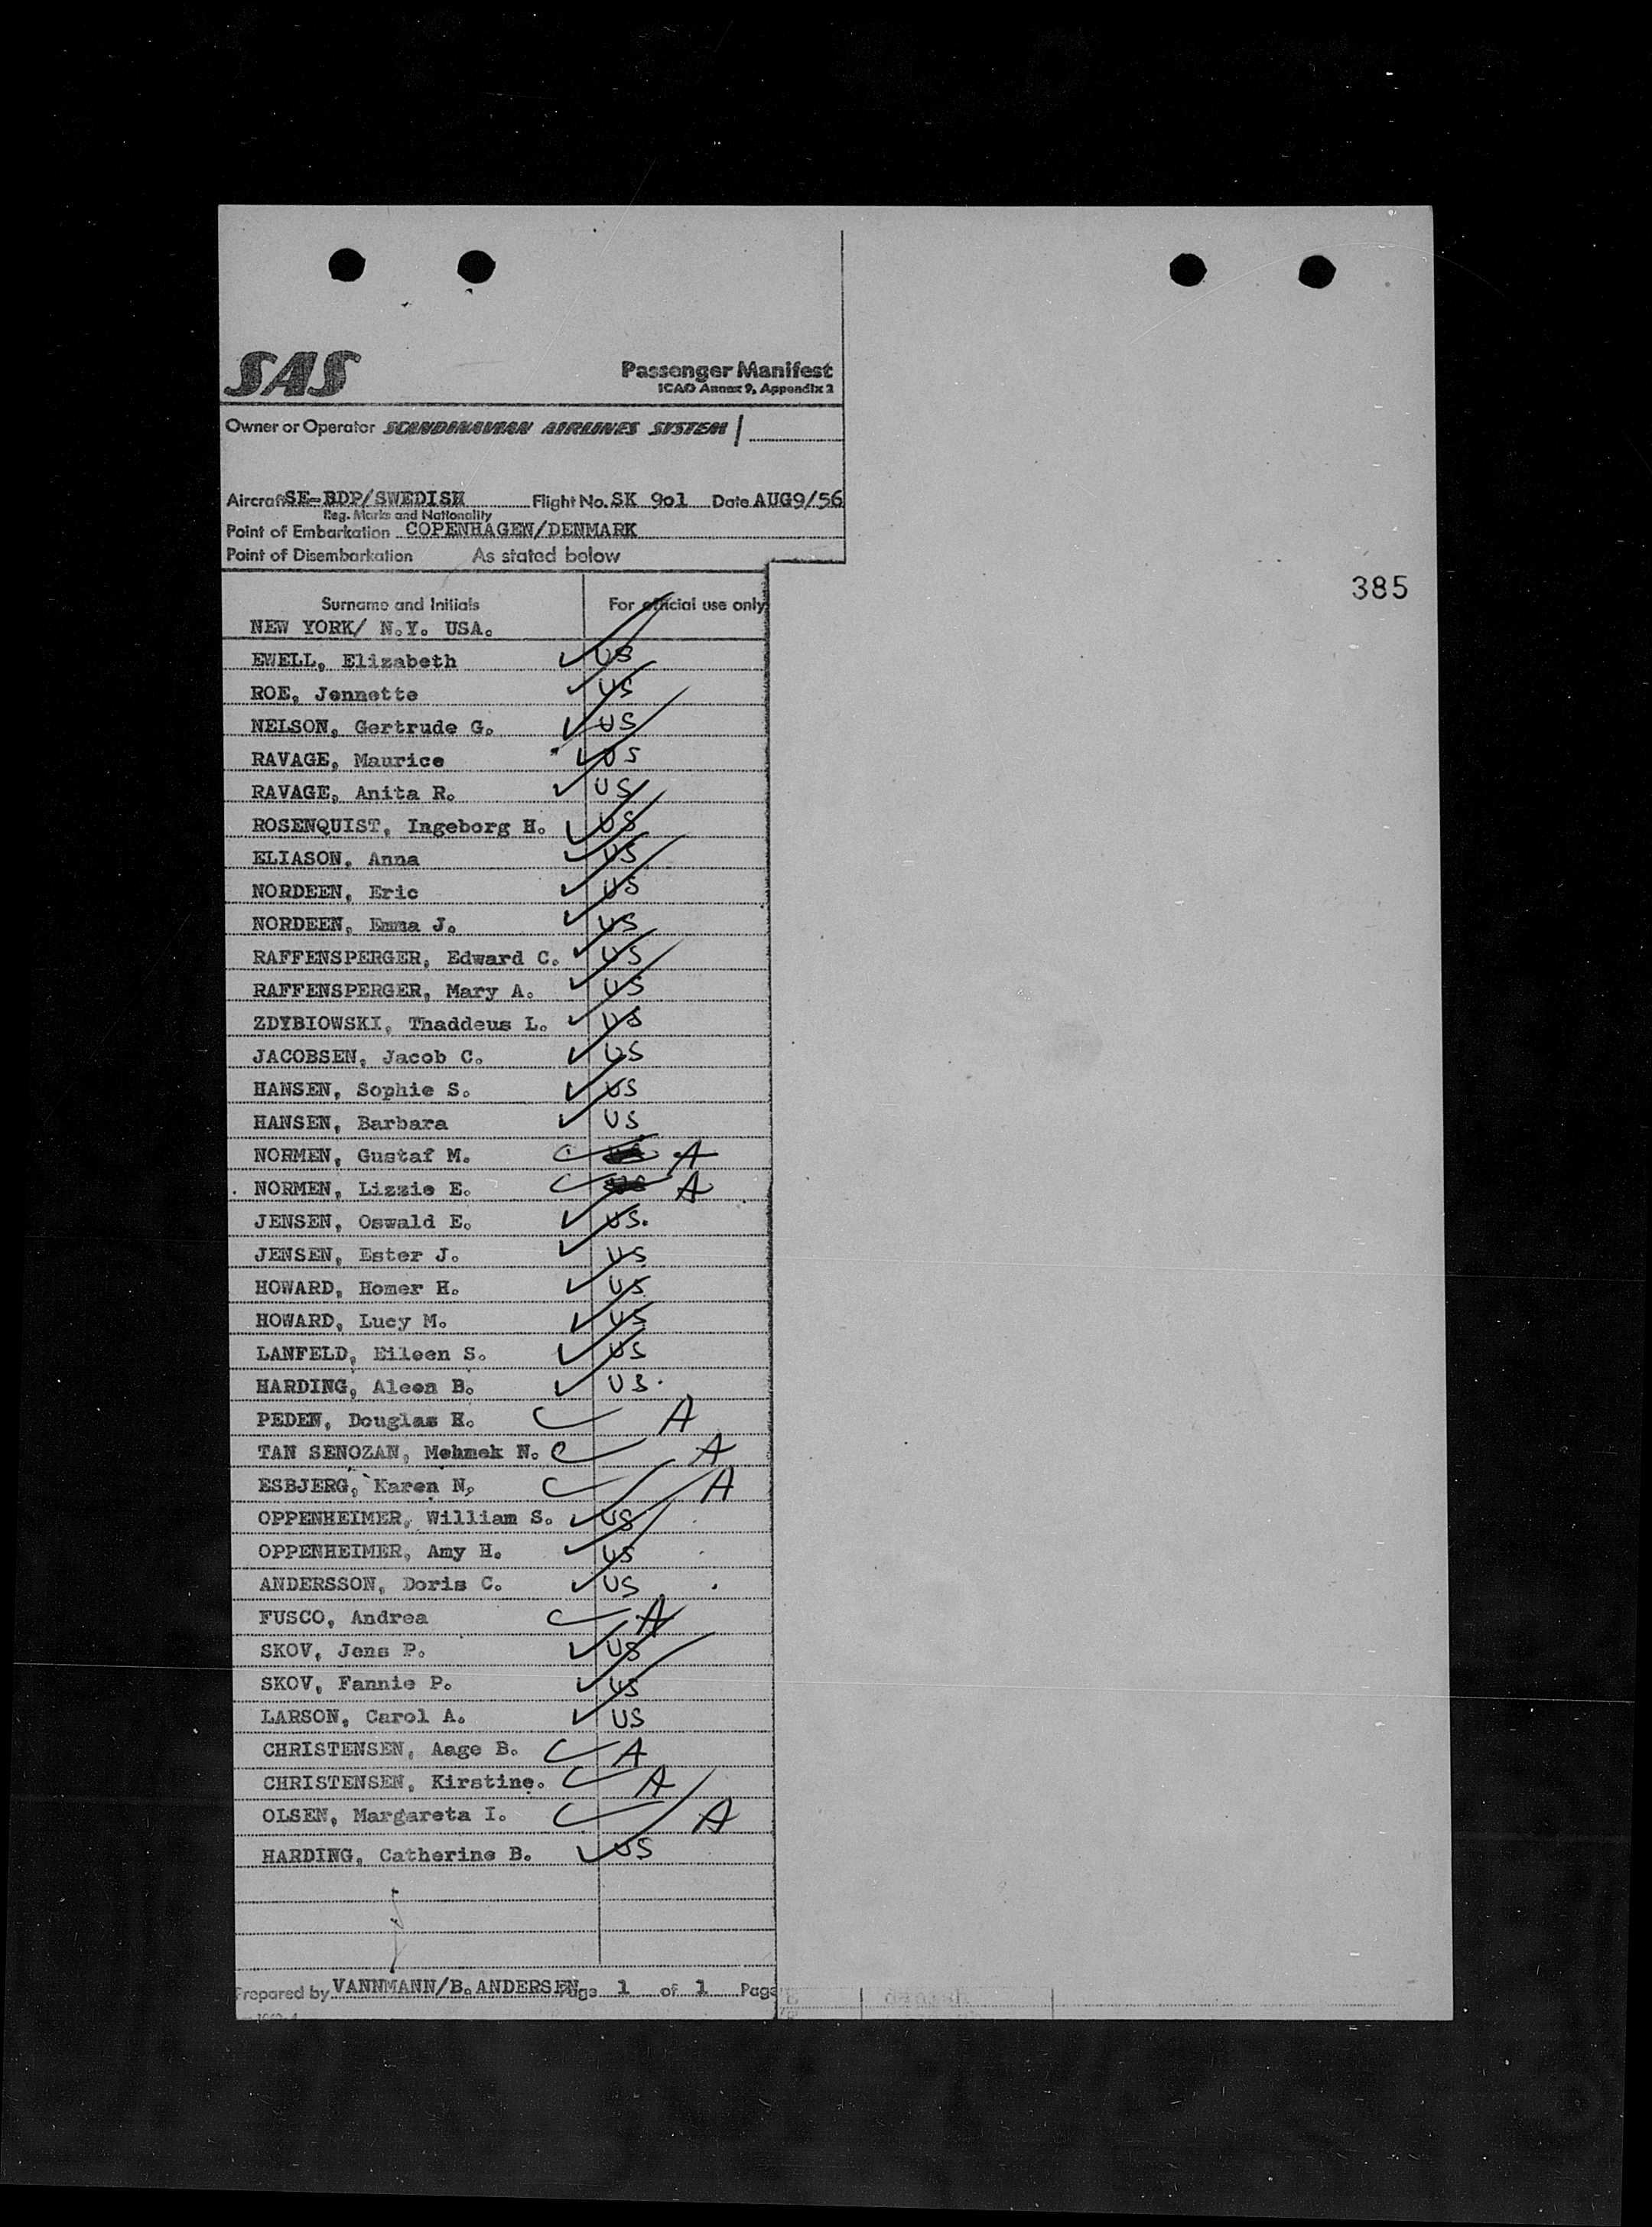 SAS
Passenger Manifest
ICAO Annex 9, Appendix 2
Owner or Operator SCANDINAVIAN AIRLINES SYSTEM
Aircraft SE-BDP/SWEDISH Flight No. SK 901 Date AUG9/56
Reg. Marks and Nationality
Point of Embarkation COPENHAGEN/DENMARK
Point of Disembarkation As stated below
385
Surname and Initials For official use only
NEW YORK/ N.Y. USA.
EWELL, Elizabeth US
ROE, Jennette US
NELSON, Gertrude G. US
RAVAGE, Maurice US
RAVAGE, Anita R. US
ROSENQUIST, Ingeborg H. US
ELIASON, Anna US
NORDEEN, Eric US
NORDEEN, Emma J. US
RAFFENSPERGER, Edward C. US
RAFFENSPERGER, Mary A. US
ZDYBIOWSKI, Thaddeus L. US
JACOBSEN, Jacob C. US
HANSEN, Sophie S. US
HANSEN, Barbara US
NORMEN, Gustaf M. A
NORMEN, Lizzie E. A
JENSEN, Oswald E. US.
JENSEN, Ester J. US
HOWARD, Homer H. US
HOWARD, Lucy M. US
LANFELD, Eileen S. US
HARDING, Aleen B. US.
PEDEN, Douglas H. A
TAN SENOZAN, Mehmek N. A
ESBJERG, Karen N. A
OPPENHEIMER, William S. US
OPPENHEIMER, Amy H. US
ANDERSSON, Doris C. US
FUSCO, Andrea A
SKOV, Jens P. US
SKOV, Fannie P. US
LARSON, Carol A. US
CHRISTENSEN, Aage B. A
CHRISTENSEN, Kirstine. A
OLSEN, Margareta I. A
HARDING, Catherine B. US
Prepared by VANNMANN/B. ANDERSEN Page 1 of 1 Page